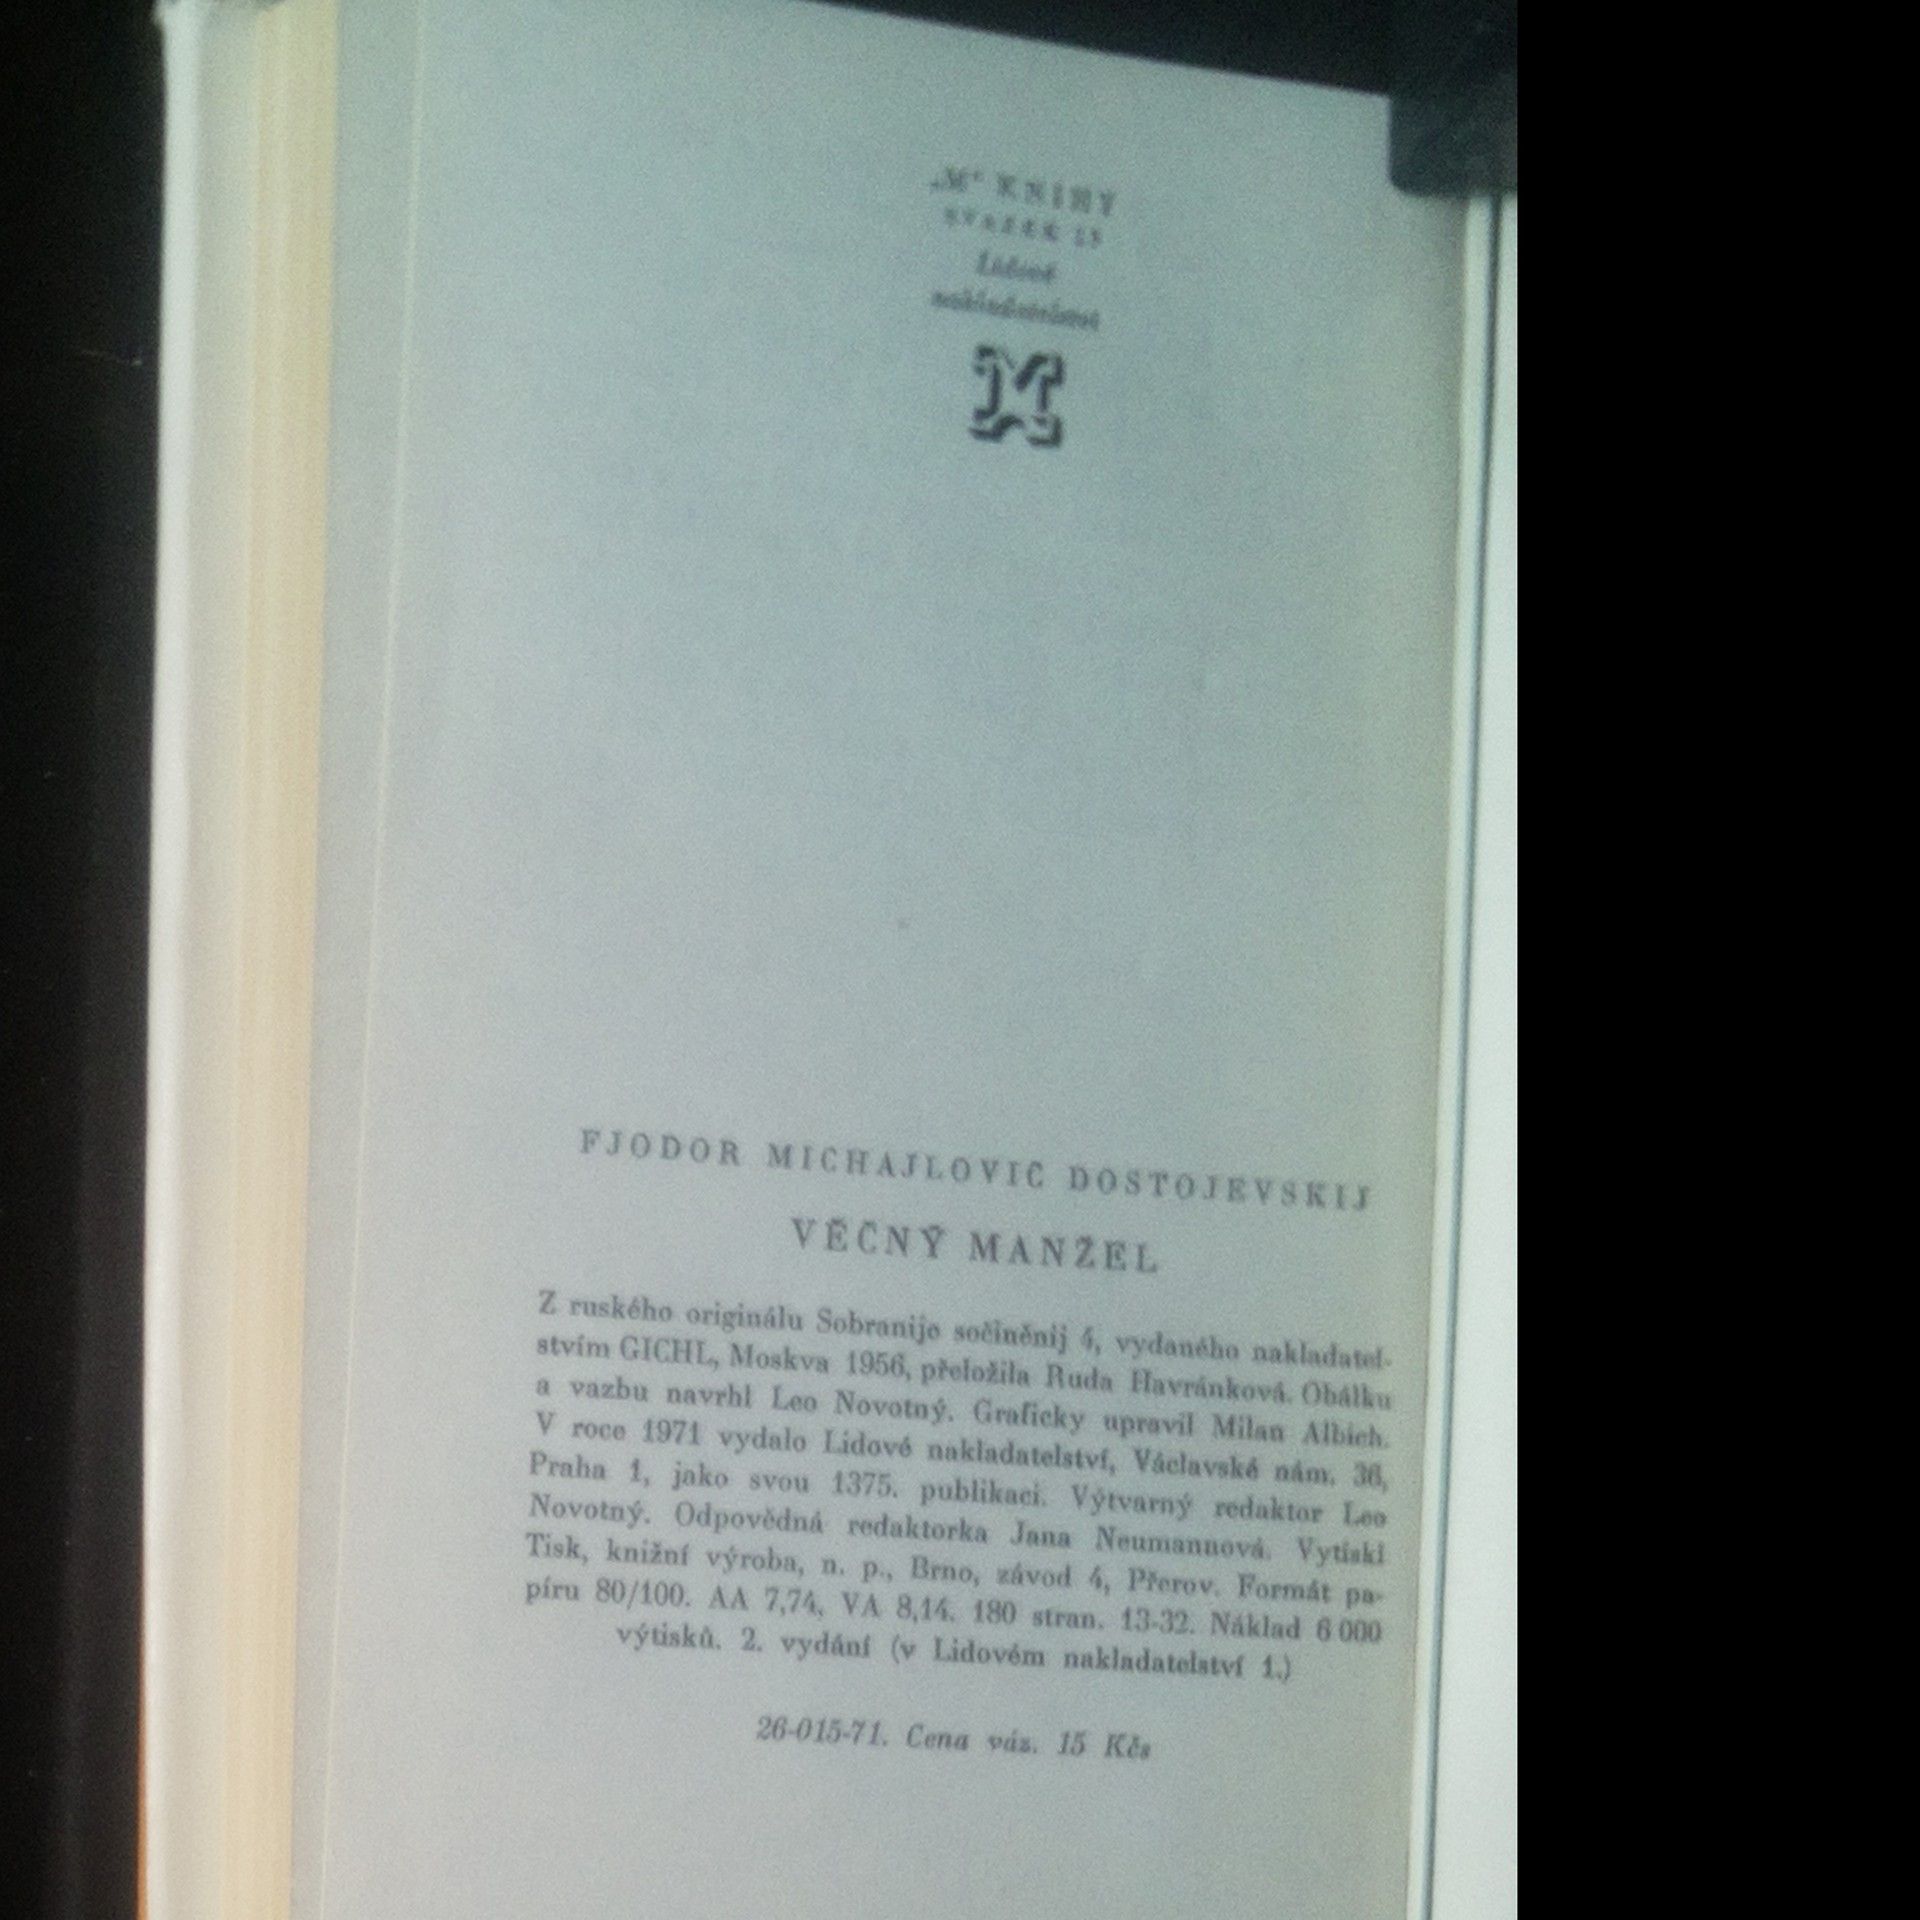 „M“ KNIHY
SVAZEK
Lidové
nakladatelství
M
FJODOR MICHAJLOVIČ DOSTOJEVSKIJ
VĚČNÝ MANŽEL
Z ruského originálu Sobranije sočiněnij 4, vydaného nakladatel-
stvím GICHL, Moskva 1956, přeložila Ruda Havránková. Obálku
a vazbu navrhl Leo Novotný. Graficky upravil Milan Albich.
V roce 1971 vydalo Lidové nakladatelství, Václavské nám. 36,
Praha 1, jako svou 1375. publikaci. Výtvarný redaktor Leo
Novotný. Odpovědná redaktorka Jana Neumannová. Vytiskl
Tisk, knižní výroba, n. p., Brno, závod 4, Přerov. Formát pa-
píru 80/100. AA 7,74, VA 8,14. 180 stran. 13-32. Náklad 6 000
výtisků. 2. vydání (v Lidovém nakladatelství 1.)
26-015-71. Cena váz. 15 Kčs